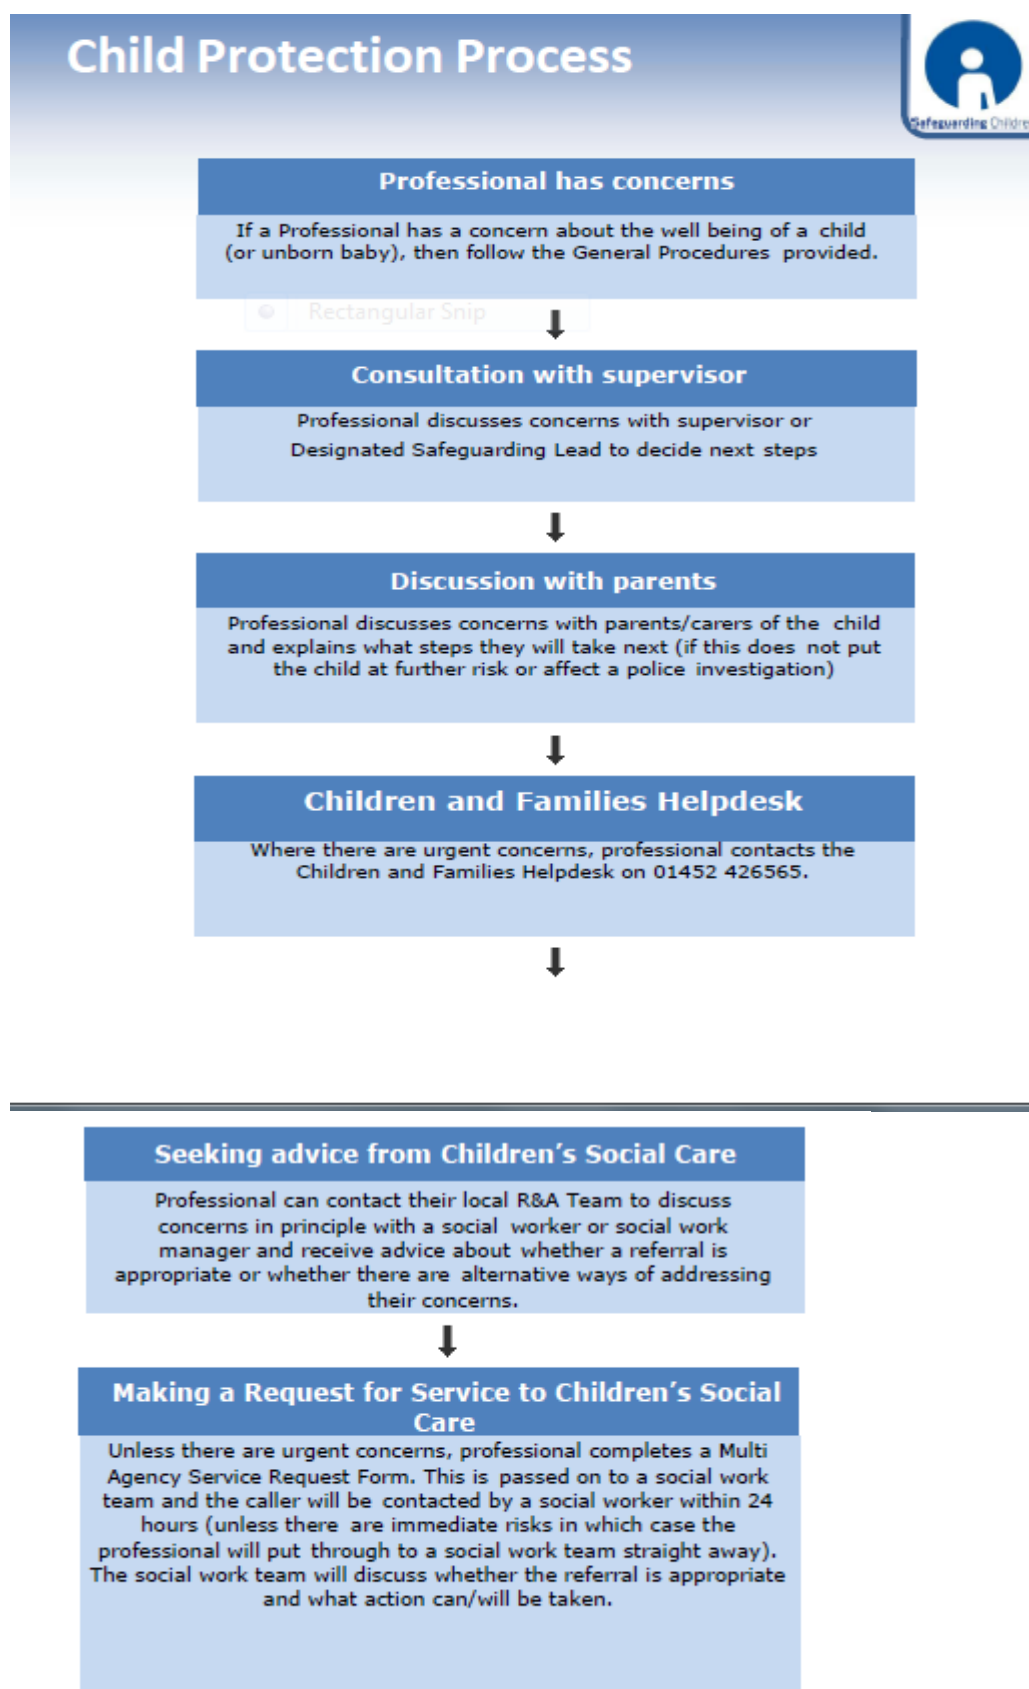 Child Protection Process
Safeguarding Childre
Professional has concerns
If a Professional has a concern about the well being of a child
(or unborn baby), then follow the General Procedures provided.
Rectangular Snip
Consultation with supervisor
Professional discusses concerns with supervisor or
Designated Safeguarding Lead to decide next steps
Discussion with parents
Professional discusses concerns with parents/carers of the child
and explains what steps they will take next (if this does not put
the child at further risk or affect a police investigation)
Children and Families Helpdesk
Where there are urgent concerns, professional contacts the
Children and Families Helpdesk on 01452 426565.
Seeking advice from Children’s Social Care
Professional can contact their local R&A Team to discuss
concerns in principle with a social worker or social work
manager and receive advice about whether a referral is
appropriate or whether there are alternative ways of addressing
their concerns.
Making a Request for Service to Children’s Social
Care
Unless there are urgent concerns, professional completes a Multi
Agency Service Request Form. This is passed on to a social work
team and the caller will be contacted by a social worker within 24
hours (unless there are immediate risks in which case the
professional will put through to a social work team straight away).
The social work team will discuss whether the referral is appropriate
and what action can/will be taken.